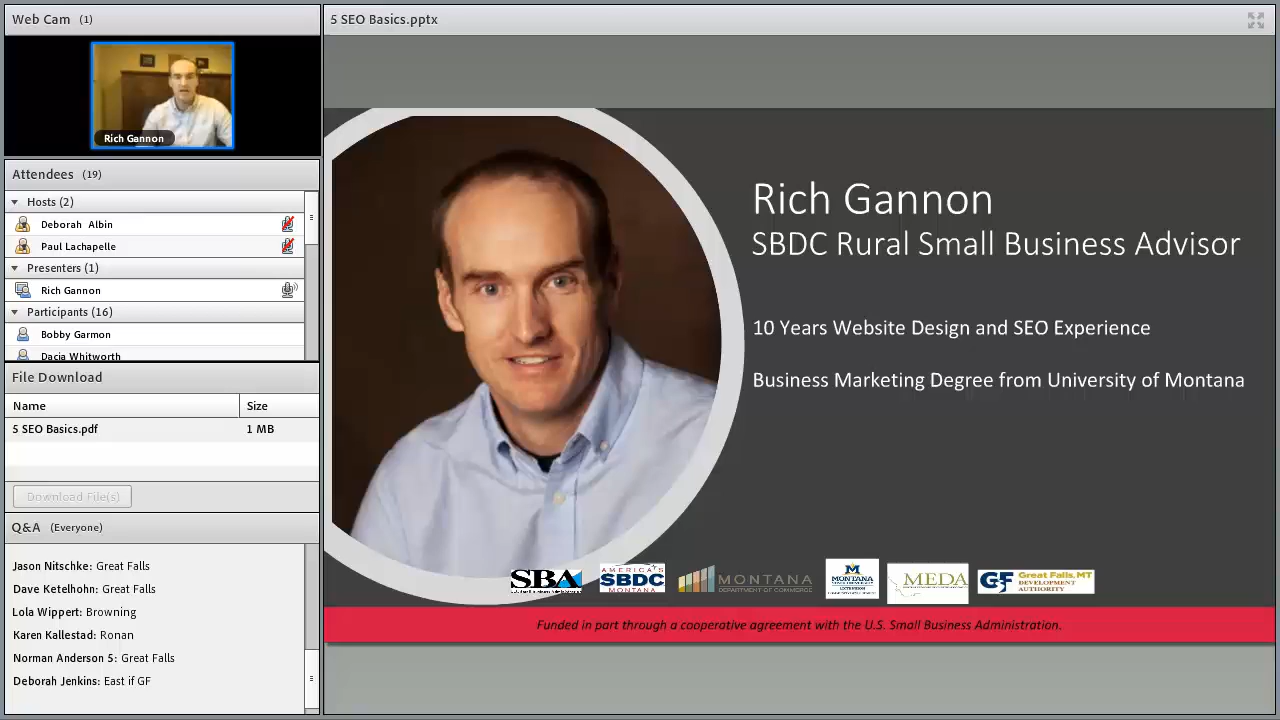 Web Cam (1)
Rich Gannon
Attendees (19)
Hosts (2)
Deborah Albin
Paul Lachapelle
Presenters (1)
Rich Gannon
Participants (16)
Bobby Garmon
Dacia Whitworth
File Download
Name Size
5 SEO Basics.pdf 1 MB
Download File(s)
Q&A (Everyone)
Jason Nitschke: Great Falls
Dave Ketelhohn: Great Falls
Lola Wippert: Browning
Karen Kallestad: Ronan
Norman Anderson 5: Great Falls
Deborah Jenkins: East if GF
5 SEO Basics.pptx
Rich Gannon
SBDC Rural Small Business Advisor
10 Years Website Design and SEO Experience
Business Marketing Degree from University of Montana
SBA
AMERICA'S
SBDC
MONTANA
MONTANA
DEPARTMENT OF COMMERCE
M
MONTANA
EXTENSION
MEDA
GF
Great Falls, MT
DEVELOPMENT
AUTHORITY
Funded in part through a cooperative agreement with the U.S. Small Business Administration.